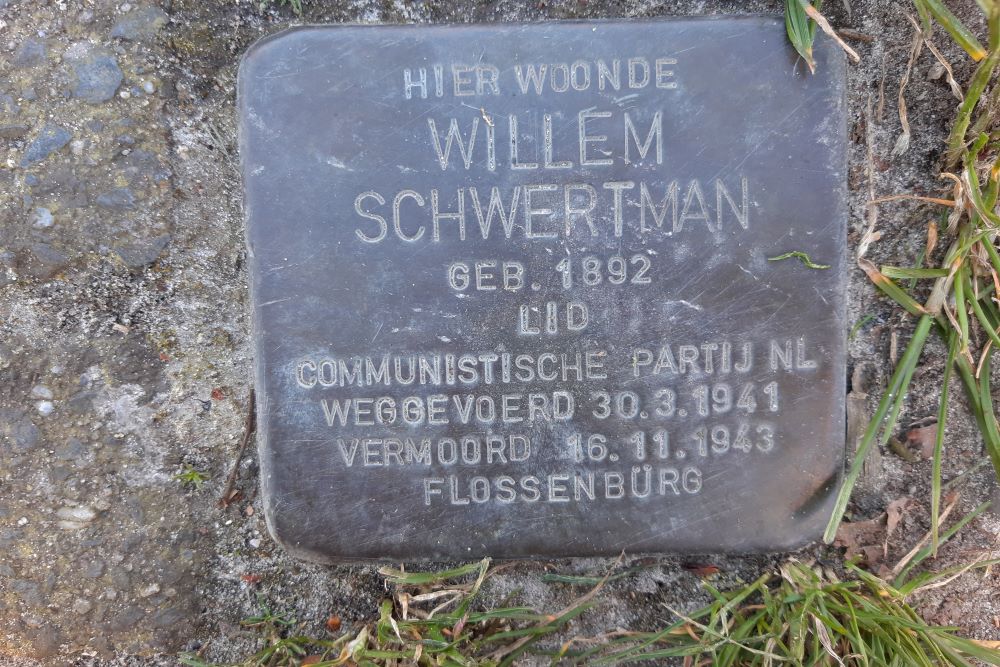 HIER WOONDE
WILLEM
SCHWERTMAN
GEB. 1892
LID
COMMUNISTISCHE PARTIJ NL
WEGGEVOERD 30.3.1941
VERMOORD 16.11.1943
FLOSSENBÜRG